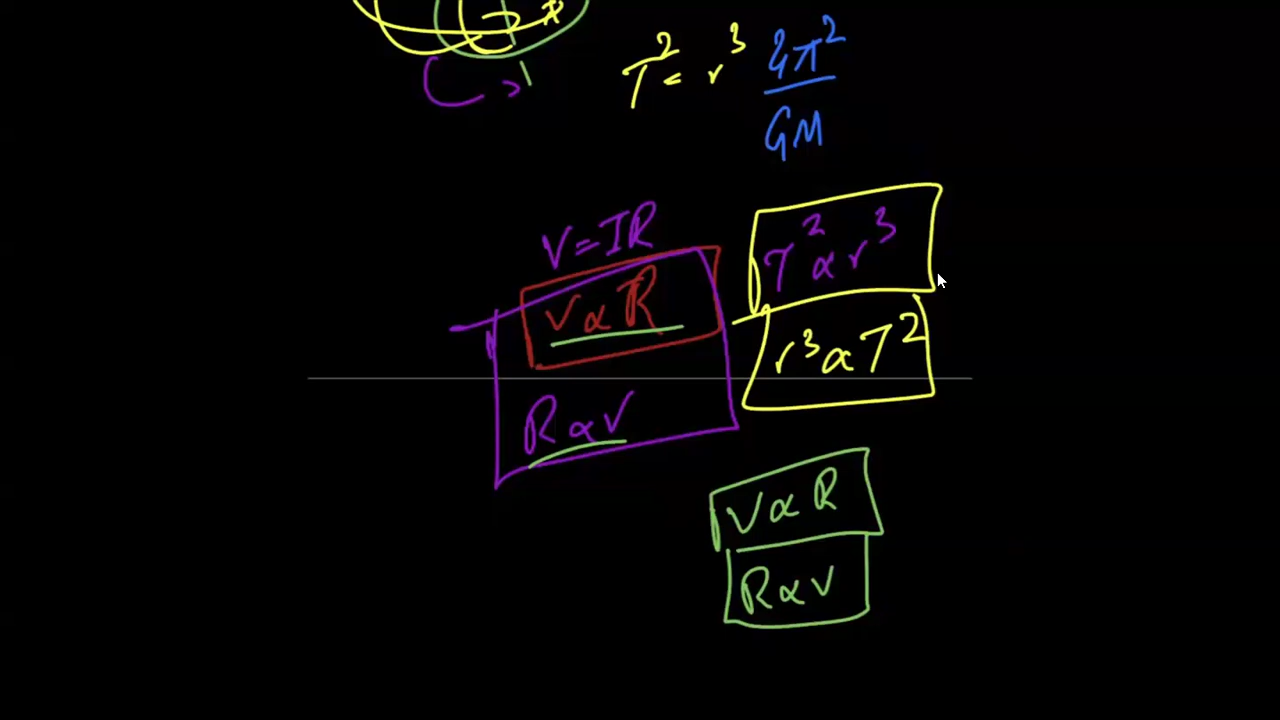 T² = r³ 4π²/GM
V=IR
V∝R
R∝V
T²∝r³
r³∝T²
V∝R
R∝V